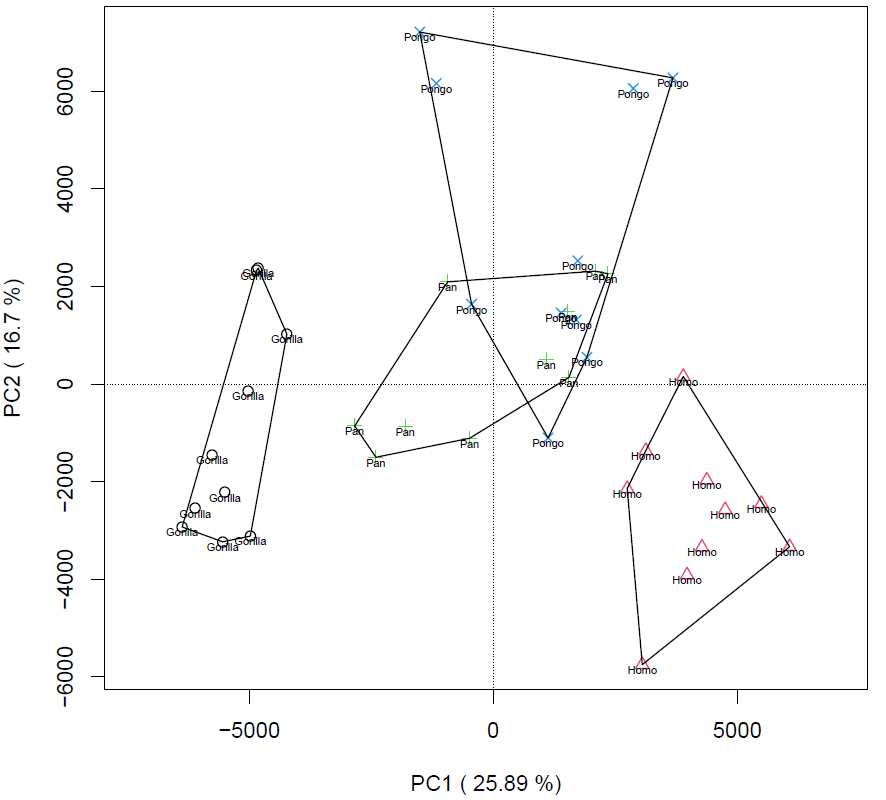 Pongo
Pongo
Pongo
Pongo
6000
4000
PC2 ( 16.7 %)
Pongo
Gorilla
Gorilla
Pan
Pan
Pan
2000
Pongo
Pongo
Pan
Pongo
Gorilla
Pan
Pongo
0
Gorilla
Pan
Homo
Pan
Pan
Pan
Pongo
Gorilla
Pan
Homo
−2000
Gorilla
Homo
Homo
Gorilla
Homo
Homo
Gorilla
Gorilla
Gorilla
Homo
Homo
−4000
Homo
Homo
−6000
−5000
0
5000
PC1 ( 25.89 %)